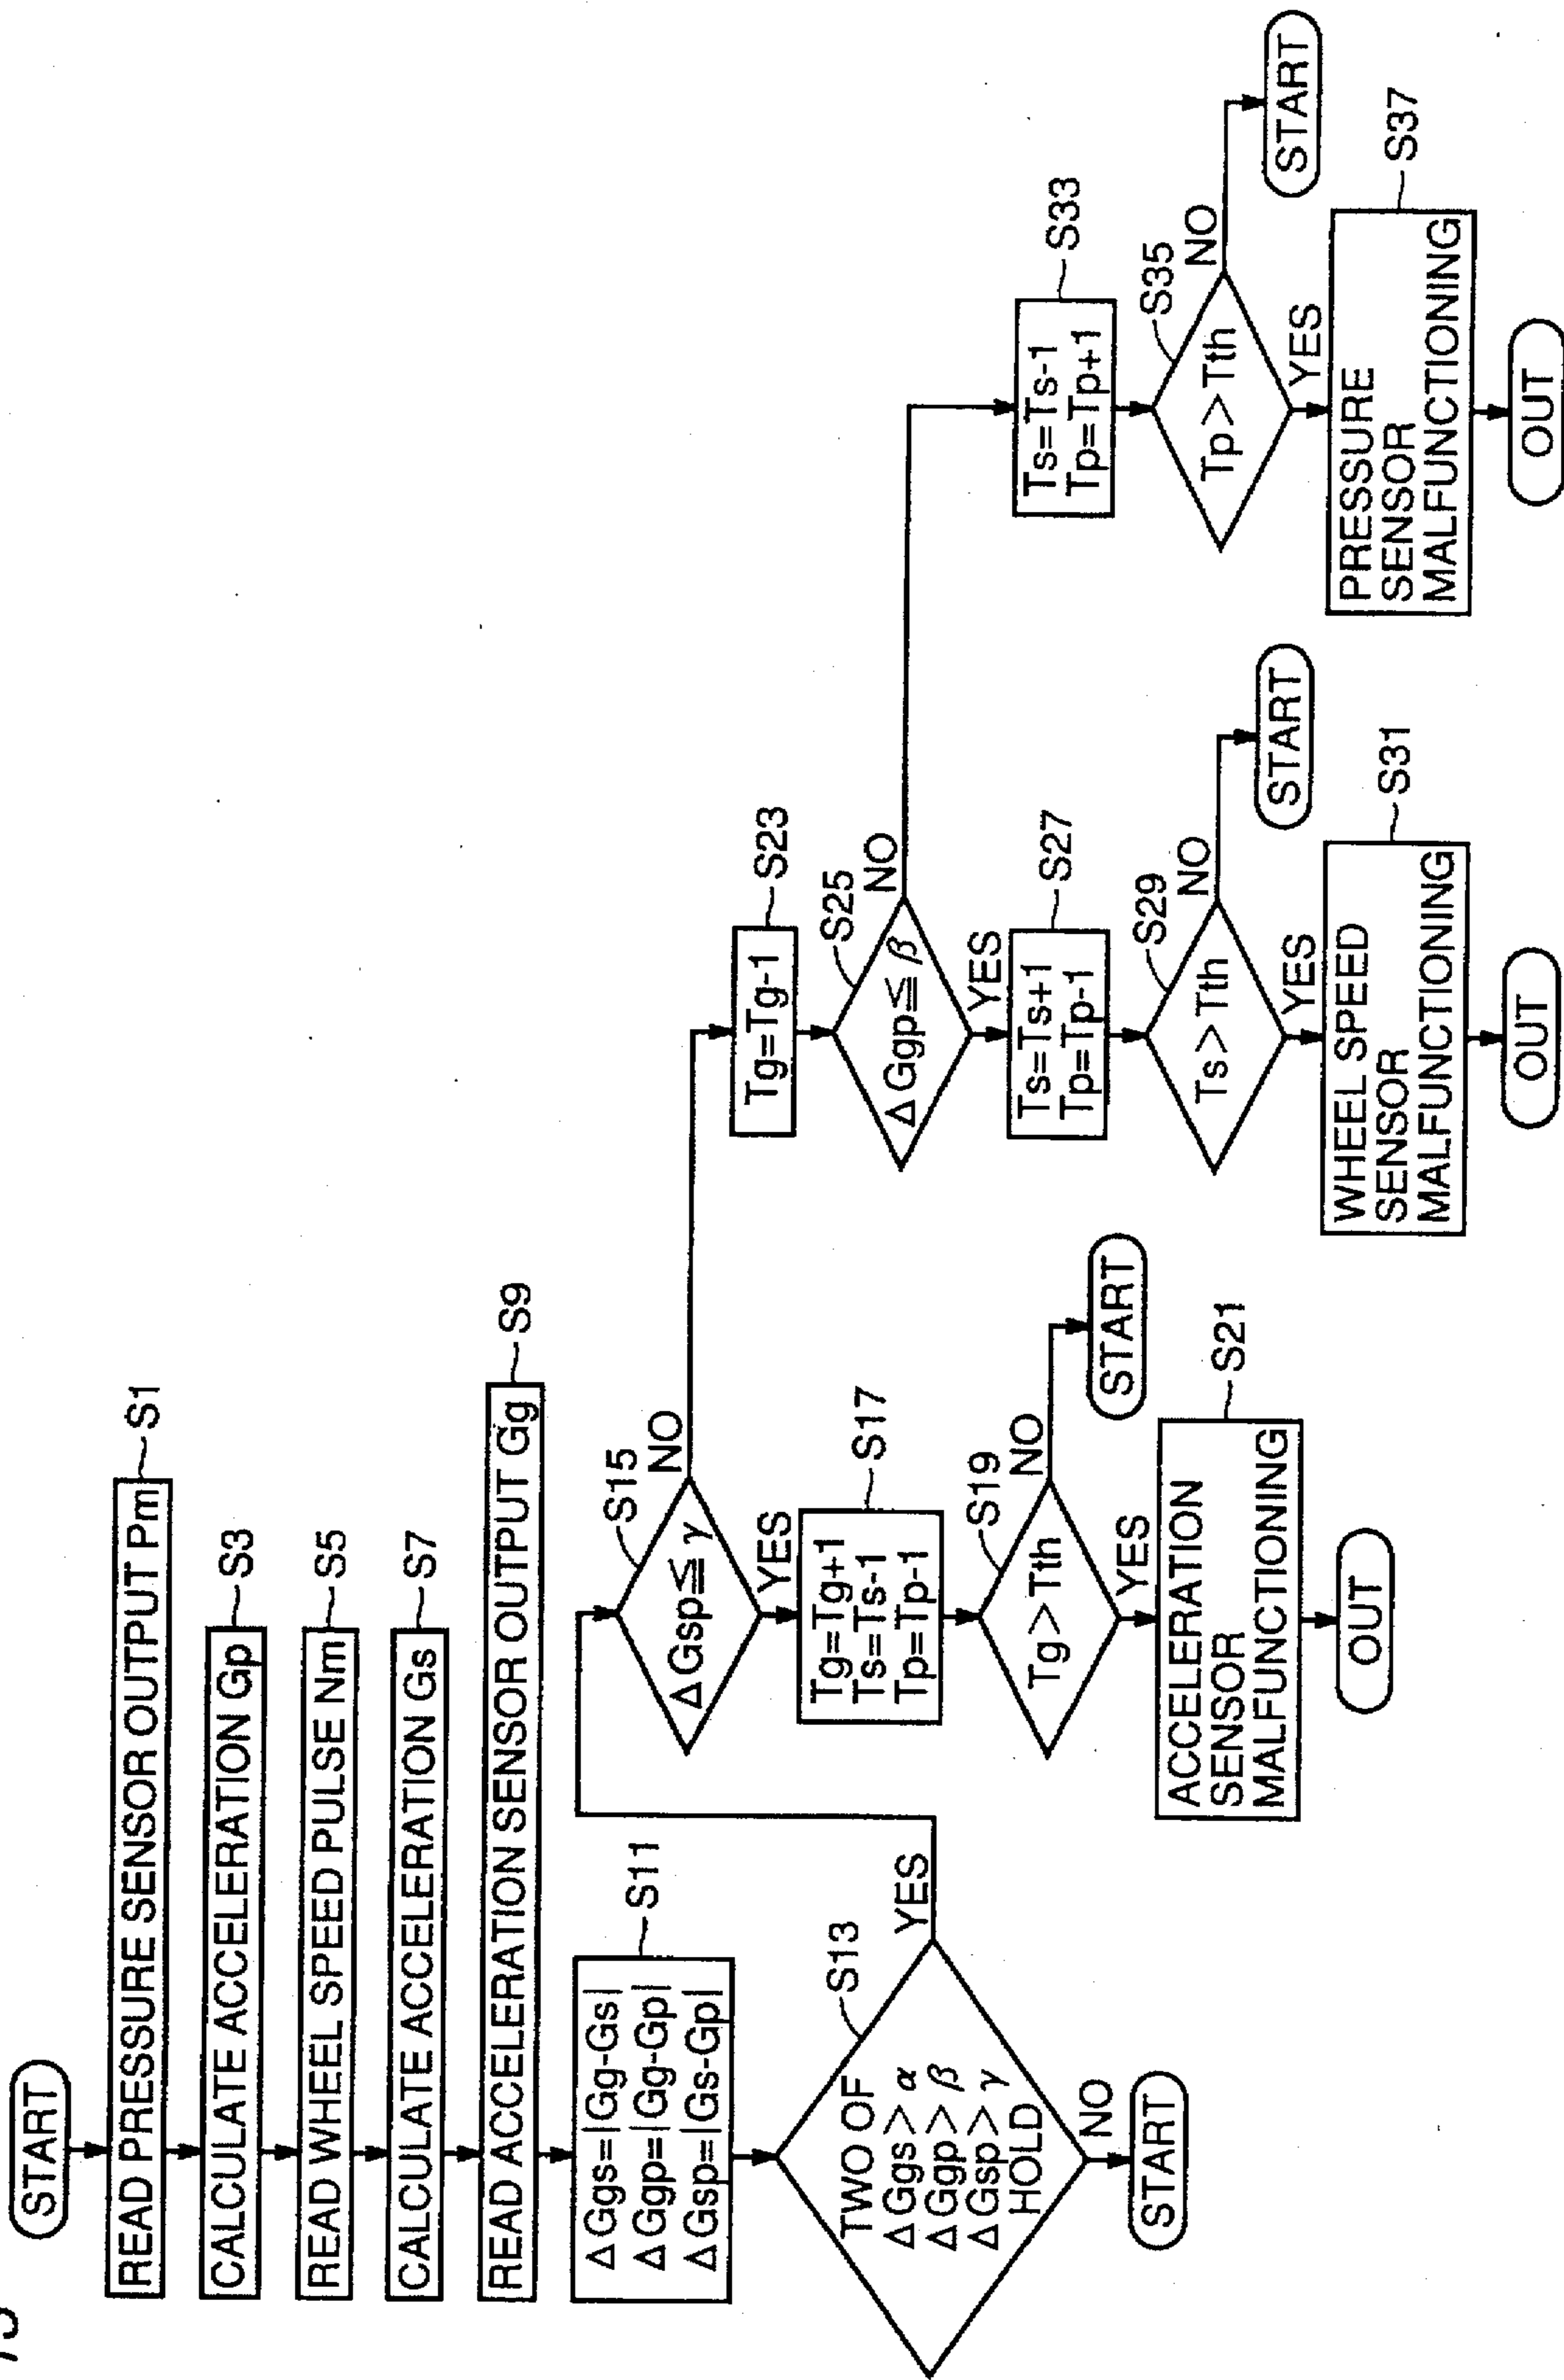 START
READ PRESSURE SENSOR OUTPUT Pm
S1
CALCULATE ACCELERATION Gp
S3
READ WHEEL SPEED PULSE Nm
S5
CALCULATE ACCELERATION Gs
S7
READ ACCELERATION SENSOR OUTPUT Gg
S9
ΔGgs=|Gg-Gs|
ΔGgp=|Gg-Gp|
ΔGsp=|Gs-Gp|
S11
TWO OF
ΔGgs>α
ΔGgp>β
ΔGsp>γ
HOLD
S13
YES
NO
START
ΔGsp≦γ
S15
NO
YES
Tg=Tg+1
Ts=Ts-1
Tp=Tp-1
S17
Tg>Tth
S19
NO
START
YES
ACCELERATION
SENSOR
MALFUNCTIONING
S21
OUT
Tg=Tg-1
S23
ΔGgp≦β
S25
NO
YES
Ts=Ts+1
Tp=Tp-1
S27
Ts>Tth
S29
NO
START
YES
WHEEL SPEED
SENSOR
MALFUNCTIONING
S31
OUT
Ts=Ts-1
Tp=Tp+1
S33
Tp>Tth
S35
NO
START
YES
PRESSURE
SENSOR
MALFUNCTIONING
S37
OUT